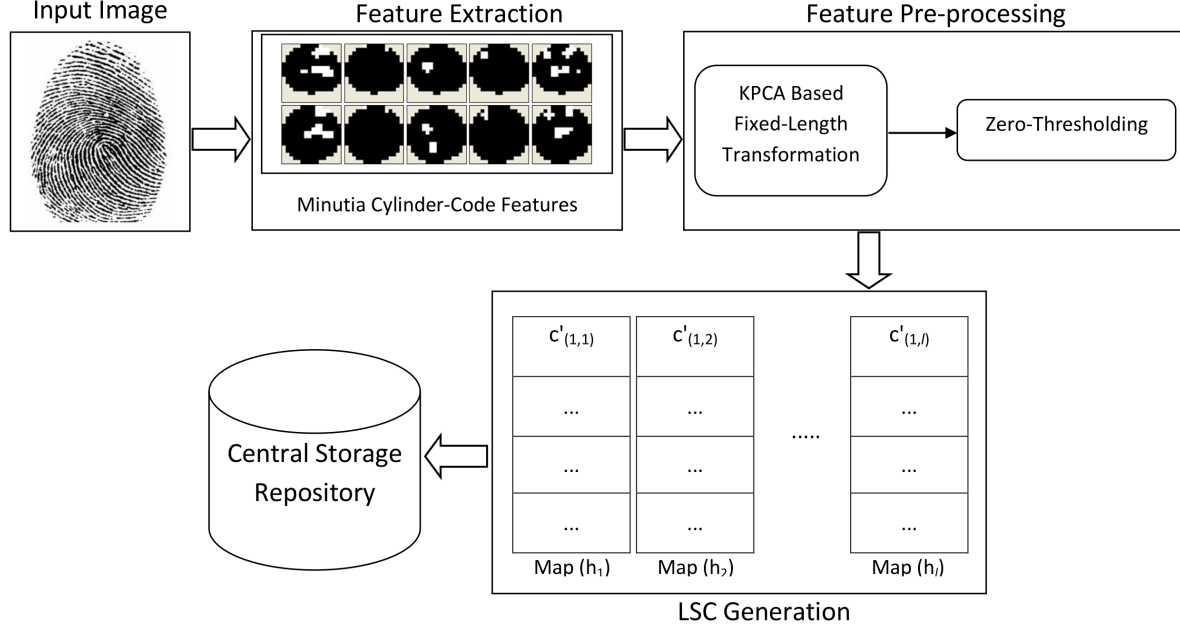 Input Image
Feature Extraction
Feature Pre-processing
KPCA Based
Fixed-Length
Transformation
Zero-Thresholding
Minutia Cylinder-Code Features
c'(1,1)
c'(1,2)
c'(1,l)
... ... ...
.....
... ... ...
... ... ...
Map (h1)
Map (h2)
Map (hl)
Central Storage
Repository
LSC Generation